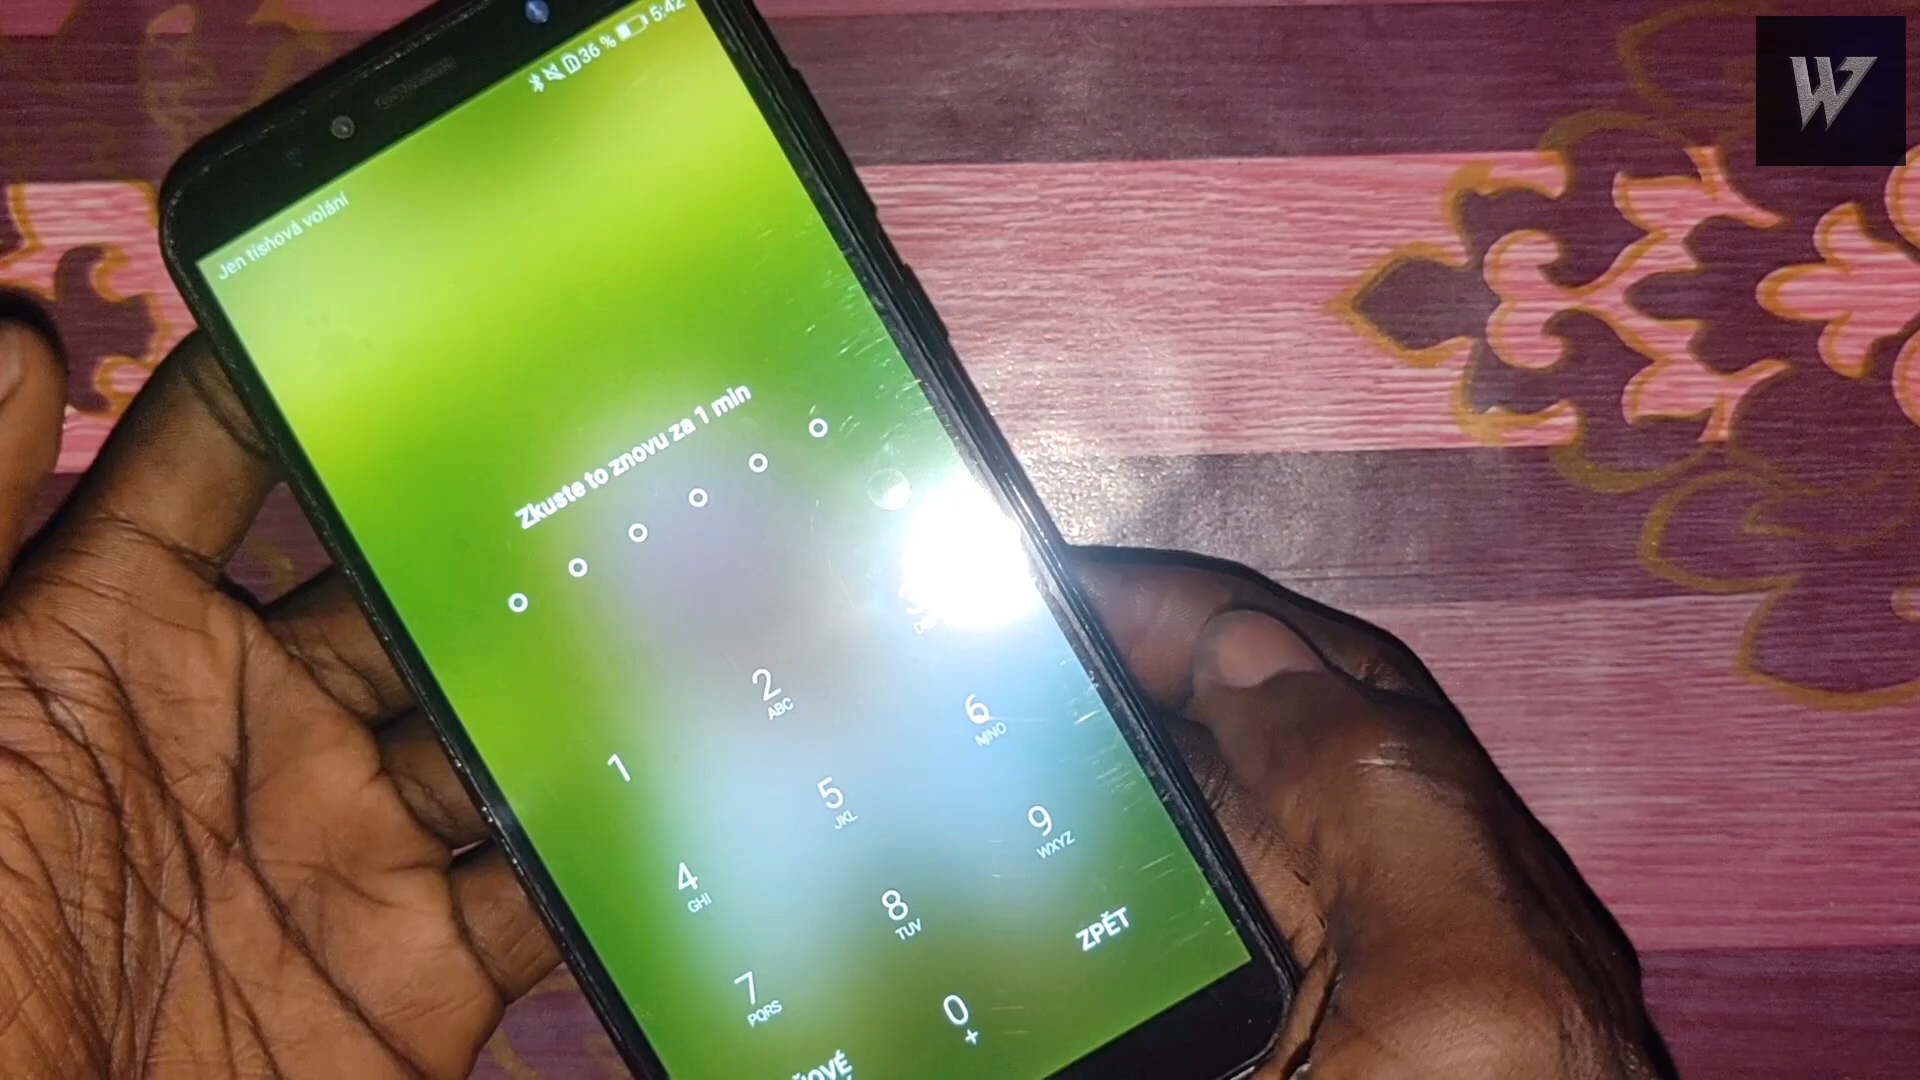 36 % 5:42
Jen tísňová volání
Zkuste to znovu za 1 min
1
2 ABC
3
4 GHI
5 JKL
6 MNO
7 PQRS
8 TUV
9 WXYZ
0 +
ZPĚT
W